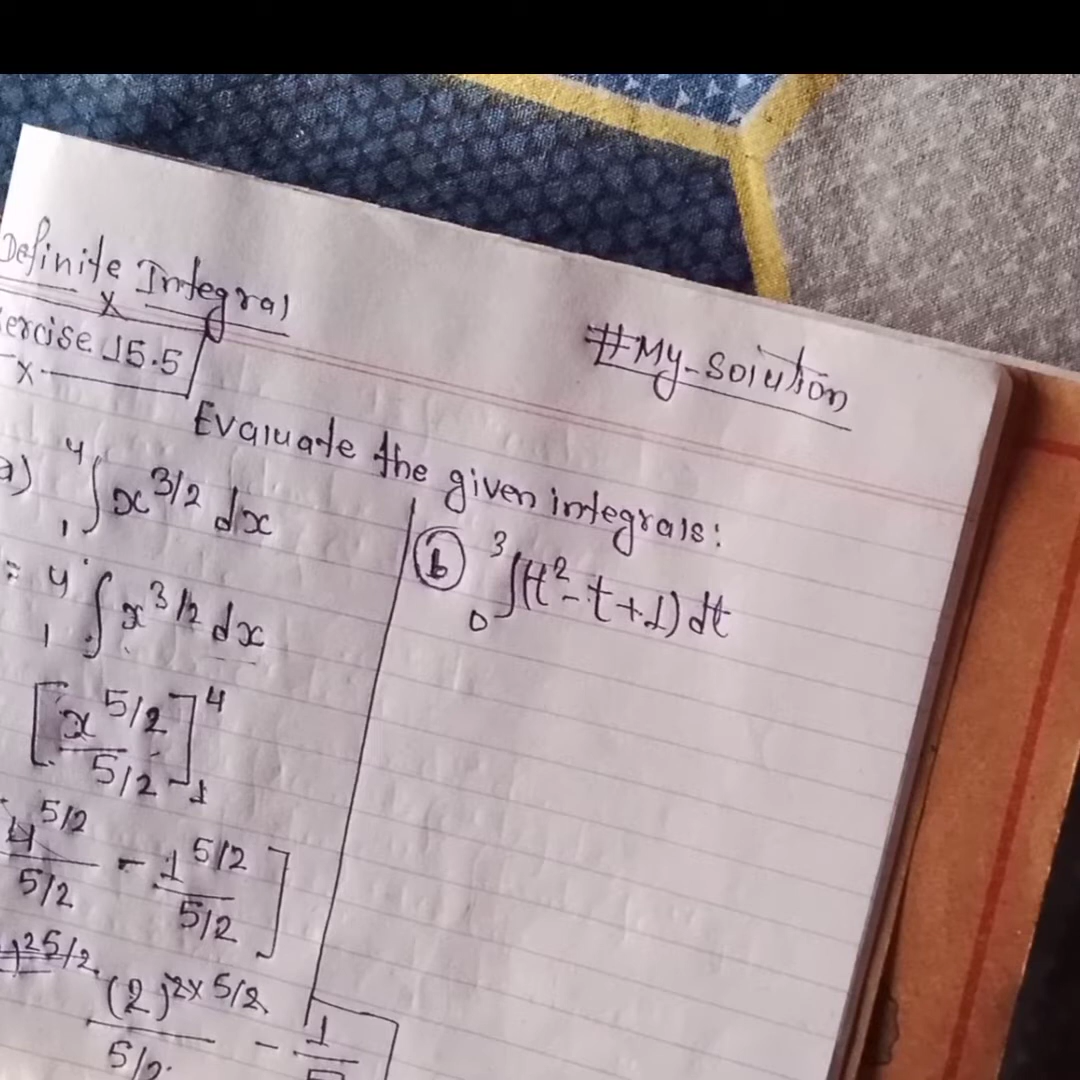 Definite Integral
x
ercise 15.5
x
#My-Solution
Evaluate the given integrals:
a) ₁⁴∫ x^3/2 dx
= ₁⁴∫ x^3/2 dx
[x^5/2 / 5/2]₁⁴
4^5/2 / 5/2 - 1^5/2 / 5/2]
(2)^2x5/2 / 5/2 - 1
(b) ₀³∫(t² - t + 1) dt